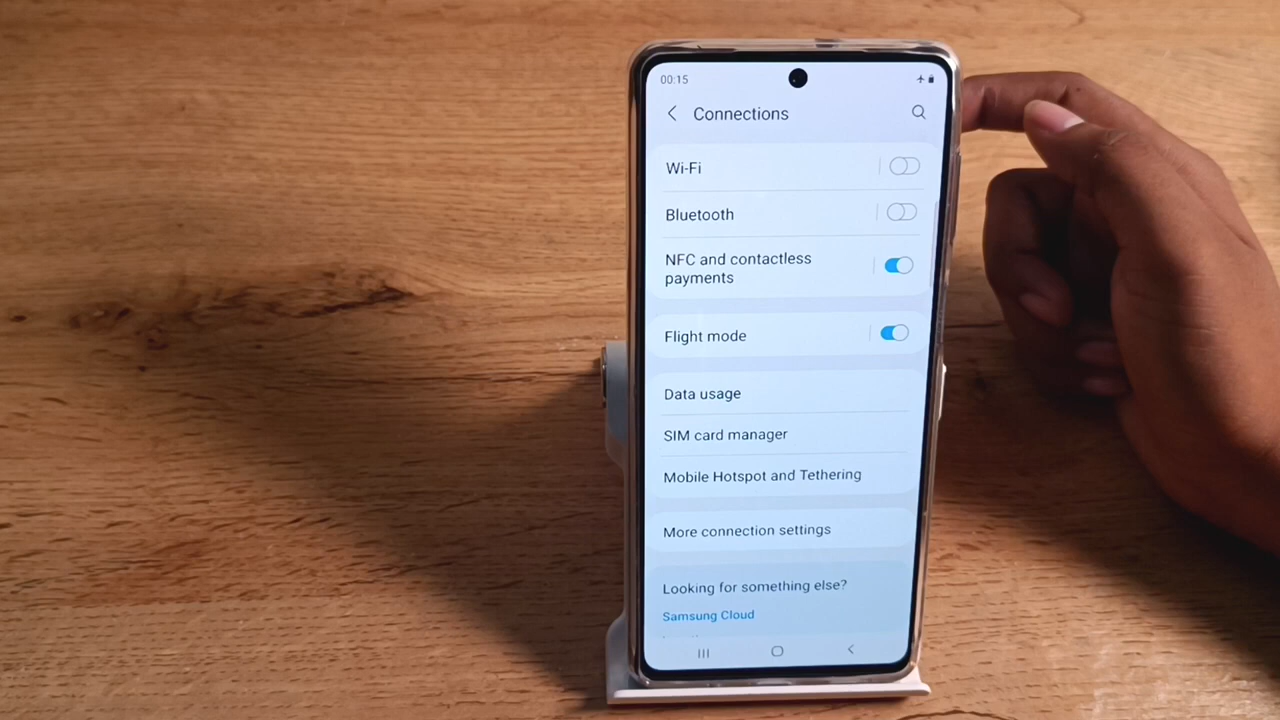 00:15
Connections
Wi-Fi
Bluetooth
NFC and contactless
payments
Flight mode
Data usage
SIM card manager
Mobile Hotspot and Tethering
More connection settings
Looking for something else?
Samsung Cloud